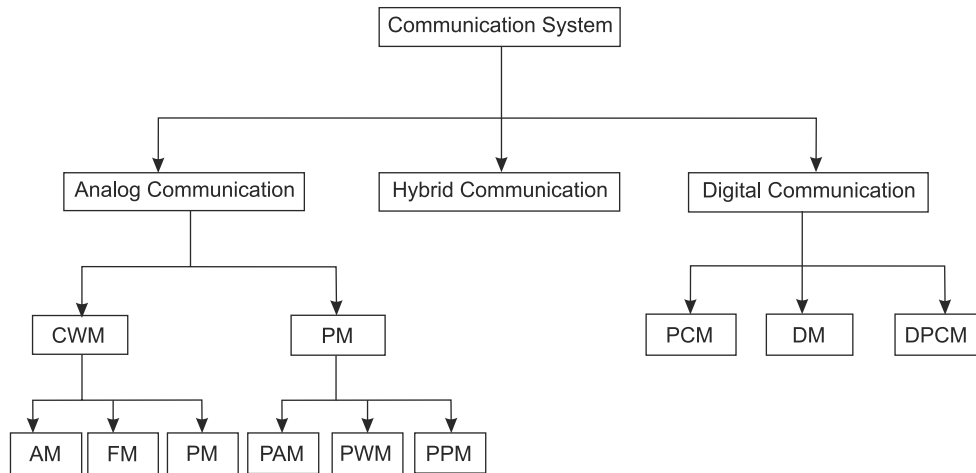 Communication System
Analog Communication
Hybrid Communication
Digital Communication
CWM
PM
PCM
DM
DPCM
AM
FM
PM
PAM
PWM
PPM